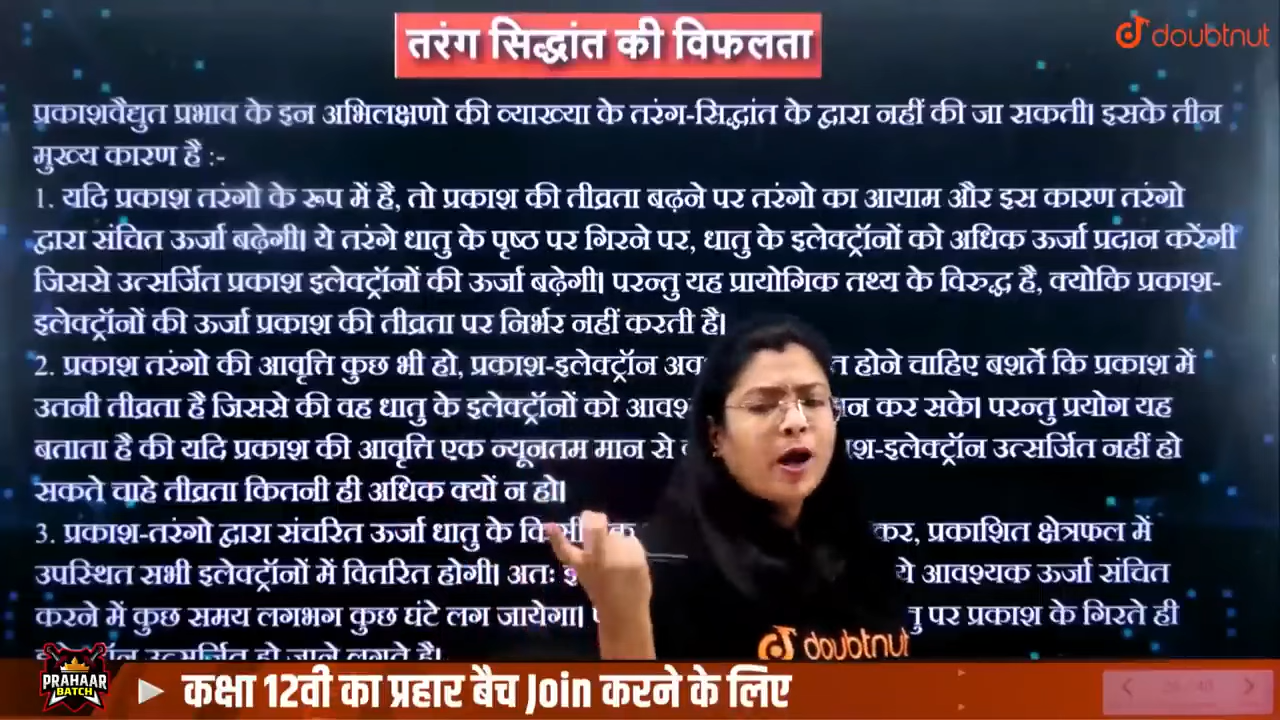 तरंग सिद्धांत की विफलता
doubtnut
प्रकाशवैद्युत प्रभाव के इन अभिलक्षणो की व्याख्या के तरंग-सिद्धांत के द्वारा नहीं की जा सकती। इसके तीन
मुख्य कारण हैं :-
1. यदि प्रकाश तरंगो के रूप में है, तो प्रकाश की तीव्रता बढ़ने पर तरंगो का आयाम और इस कारण तरंगो
द्वारा संचित ऊर्जा बढ़ेगी। ये तरंगे धातु के पृष्ठ पर गिरने पर, धातु के इलेक्ट्रॉनों को अधिक ऊर्जा प्रदान करेंगी
जिससे उत्सर्जित प्रकाश इलेक्ट्रॉनों की ऊर्जा बढ़ेगी। परन्तु यह प्रायोगिक तथ्य के विरुद्ध है, क्योकि प्रकाश-
इलेक्ट्रॉनों की ऊर्जा प्रकाश की तीव्रता पर निर्भर नहीं करती है।
2. प्रकाश तरंगो की आवृत्ति कुछ भी हो, प्रकाश-इलेक्ट्रॉन होने चाहिए बशर्ते कि प्रकाश में
उतनी तीव्रता है जिससे की वह धातु के इलेक्ट्रॉनों को कर सके। परन्तु प्रयोग यह
बताता है की यदि प्रकाश की आवृत्ति एक न्यूनतम मान से इलेक्ट्रॉन उत्सर्जित नहीं हो
सकते चाहे तीव्रता कितनी ही अधिक क्यों न हो।
3. प्रकाश-तरंगो द्वारा संचरित ऊर्जा धातु के कर, प्रकाशित क्षेत्रफल में
उपस्थित सभी इलेक्ट्रॉनों में वितरित होगी। अतः ये आवश्यक ऊर्जा संचित
करने में कुछ समय लगभग कुछ घंटे लग जायेगा। पर प्रकाश के गिरते ही
उत्सर्जित हो जाने लगते है।
doubtnut
PRAHAAR
BATCH
कक्षा 12वी का प्रहार बैच Join करने के लिए